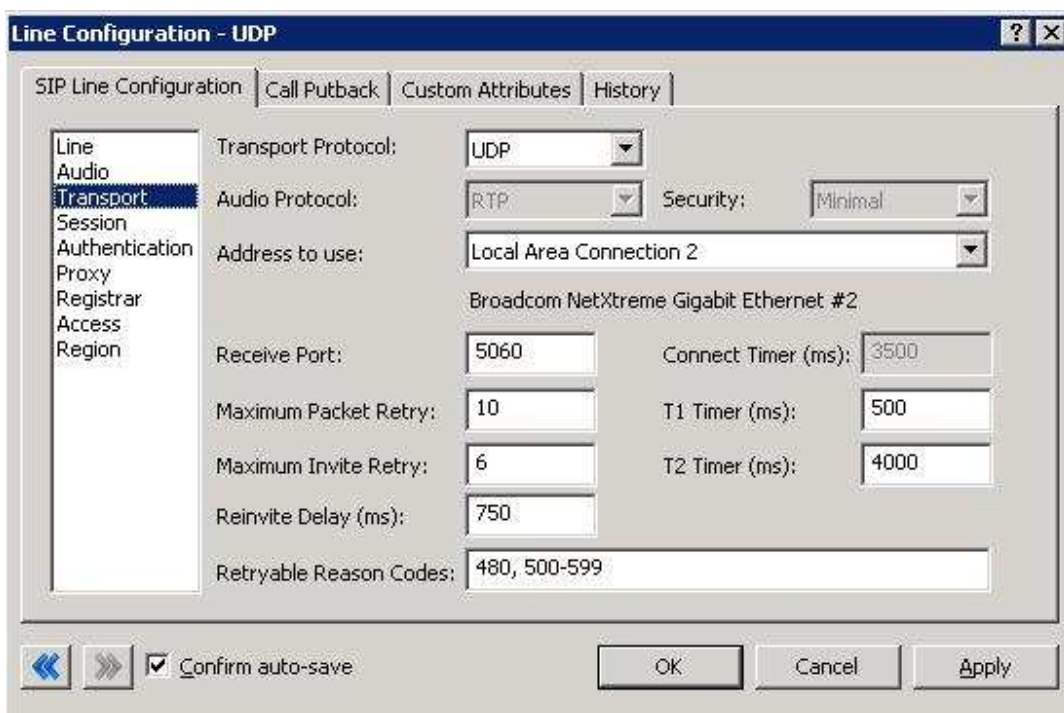 Line Configuration - UDP
SIP Line Configuration
Call Putback
Custom Attributes
History
Line
Audio
Transport
Session
Authentication
Proxy
Registrar
Access
Region
Transport Protocol: UDP
Audio Protocol: RTP Security: Minimal
Address to use: Local Area Connection 2
Broadcom NetXtreme Gigabit Ethernet #2
Receive Port: 5060 Connect Timer (ms): 3500
Maximum Packet Retry: 10 T1 Timer (ms): 500
Maximum Invite Retry: 6 T2 Timer (ms): 4000
Reinvite Delay (ms): 750
Retryable Reason Codes: 480, 500-599
Confirm auto-save
OK
Cancel
Apply